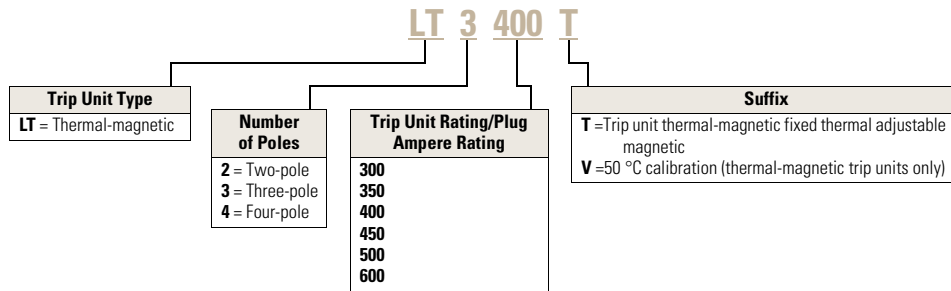 LT 3 400 T
Trip Unit Type
LT = Thermal-magnetic
Number
of Poles
2 = Two-pole
3 = Three-pole
4 = Four-pole
Trip Unit Rating/Plug
Ampere Rating
300
350
400
450
500
600
Suffix
T =Trip unit thermal-magnetic fixed thermal adjustable
magnetic
V =50 °C calibration (thermal-magnetic trip units only)